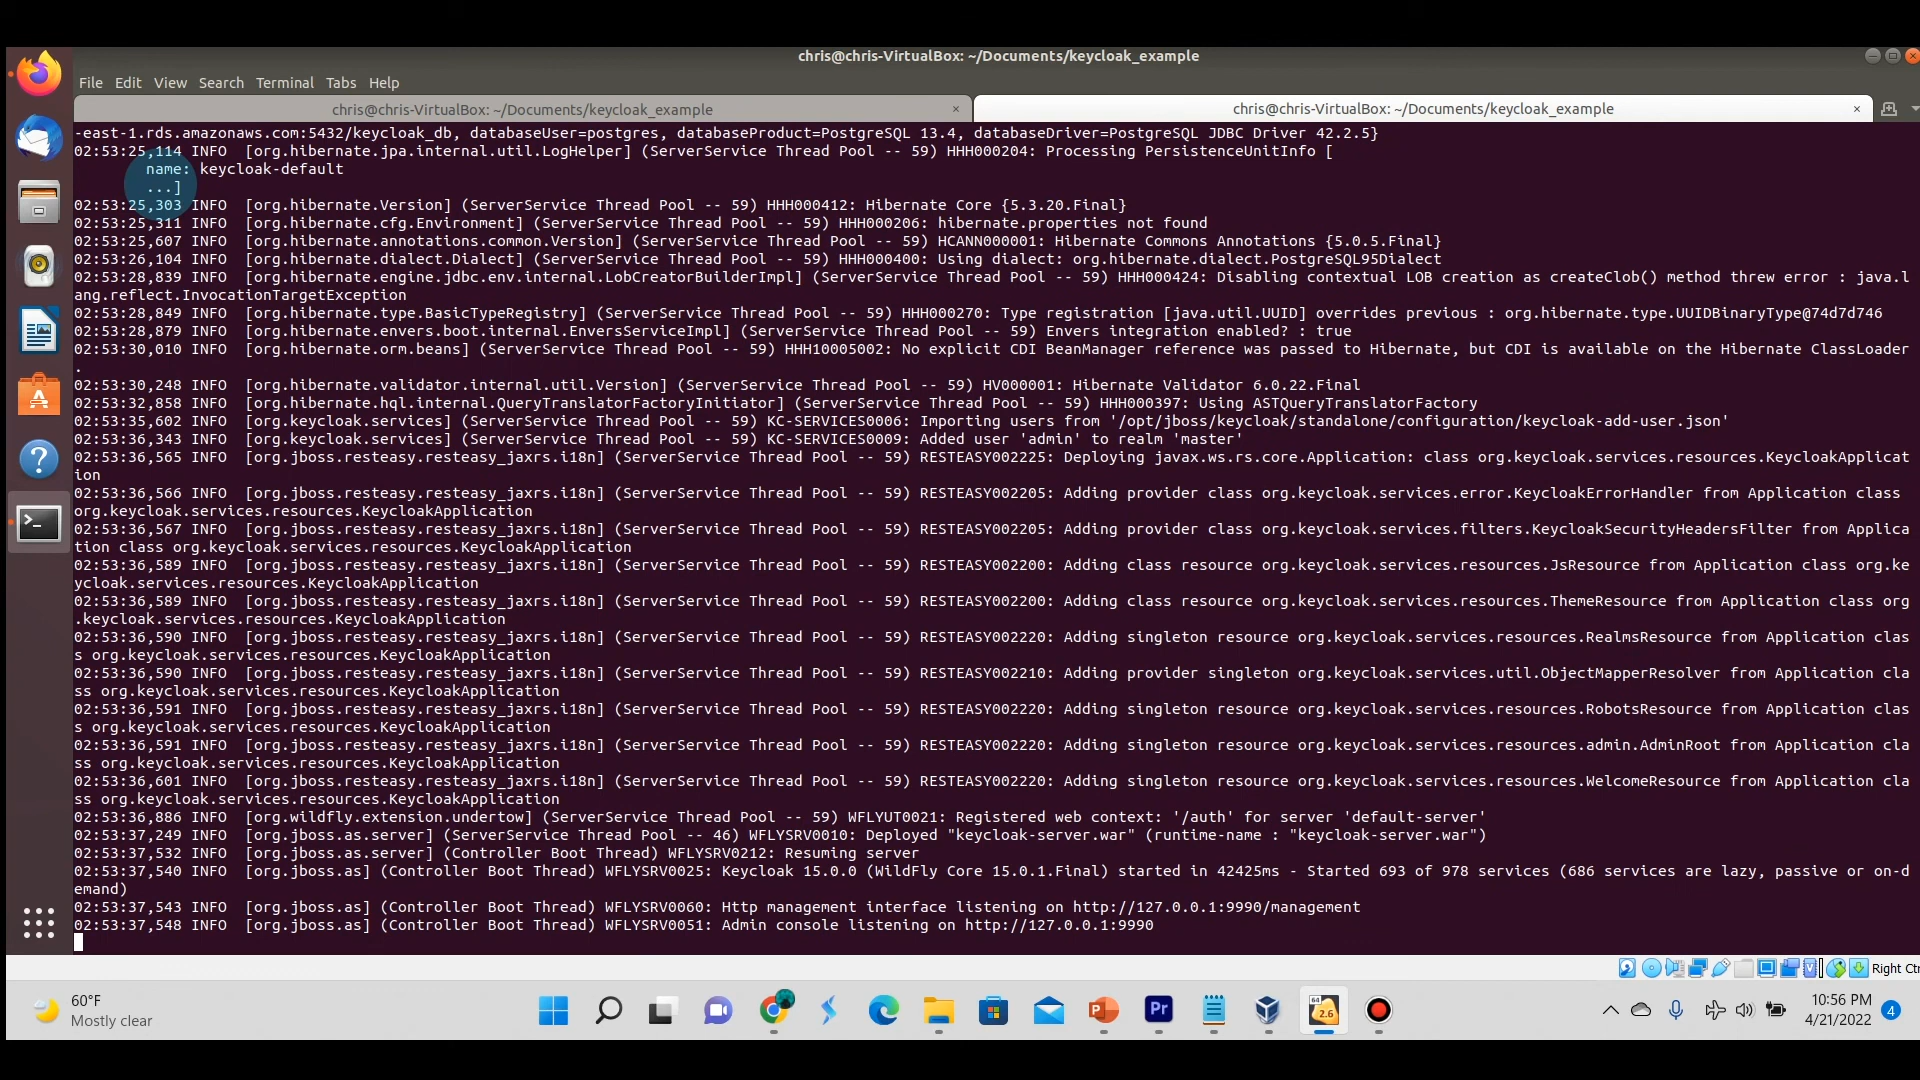 chris@chris-VirtualBox: ~/Documents/keycloak_example
File Edit View Search Terminal Tabs Help
chris@chris-VirtualBox: ~/Documents/keycloak_example × chris@chris-VirtualBox: ~/Documents/keycloak_example ×
-east-1.rds.amazonaws.com:5432/keycloak_db, databaseUser=postgres, databaseProduct=PostgreSQL 13.4, databaseDriver=PostgreSQL JDBC Driver 42.2.5}
02:53:25,114 INFO  [org.hibernate.jpa.internal.util.LogHelper] (ServerService Thread Pool -- 59) HHH000204: Processing PersistenceUnitInfo [
        name: keycloak-default
        ...]
02:53:25,303 INFO  [org.hibernate.Version] (ServerService Thread Pool -- 59) HHH000412: Hibernate Core {5.3.20.Final}
02:53:25,311 INFO  [org.hibernate.cfg.Environment] (ServerService Thread Pool -- 59) HHH000206: hibernate.properties not found
02:53:25,607 INFO  [org.hibernate.annotations.common.Version] (ServerService Thread Pool -- 59) HCANN000001: Hibernate Commons Annotations {5.0.5.Final}
02:53:26,104 INFO  [org.hibernate.dialect.Dialect] (ServerService Thread Pool -- 59) HHH000400: Using dialect: org.hibernate.dialect.PostgreSQL95Dialect
02:53:28,839 INFO  [org.hibernate.engine.jdbc.env.internal.LobCreatorBuilderImpl] (ServerService Thread Pool -- 59) HHH000424: Disabling contextual LOB creation as createClob() method threw error : java.l
ang.reflect.InvocationTargetException
02:53:28,849 INFO  [org.hibernate.type.BasicTypeRegistry] (ServerService Thread Pool -- 59) HHH000270: Type registration [java.util.UUID] overrides previous : org.hibernate.type.UUIDBinaryType@74d7d746
02:53:28,879 INFO  [org.hibernate.envers.boot.internal.EnversServiceImpl] (ServerService Thread Pool -- 59) Envers integration enabled? : true
02:53:30,010 INFO  [org.hibernate.orm.beans] (ServerService Thread Pool -- 59) HHH10005002: No explicit CDI BeanManager reference was passed to Hibernate, but CDI is available on the Hibernate ClassLoader
.
02:53:30,248 INFO  [org.hibernate.validator.internal.util.Version] (ServerService Thread Pool -- 59) HV000001: Hibernate Validator 6.0.22.Final
02:53:32,858 INFO  [org.hibernate.hql.internal.QueryTranslatorFactoryInitiator] (ServerService Thread Pool -- 59) HHH000397: Using ASTQueryTranslatorFactory
02:53:35,602 INFO  [org.keycloak.services] (ServerService Thread Pool -- 59) KC-SERVICES0006: Importing users from '/opt/jboss/keycloak/standalone/configuration/keycloak-add-user.json'
02:53:36,343 INFO  [org.keycloak.services] (ServerService Thread Pool -- 59) KC-SERVICES0009: Added user 'admin' to realm 'master'
02:53:36,565 INFO  [org.jboss.resteasy.resteasy_jaxrs.i18n] (ServerService Thread Pool -- 59) RESTEASY002225: Deploying javax.ws.rs.core.Application: class org.keycloak.services.resources.KeycloakApplicat
ion
02:53:36,566 INFO  [org.jboss.resteasy.resteasy_jaxrs.i18n] (ServerService Thread Pool -- 59) RESTEASY002205: Adding provider class org.keycloak.services.error.KeycloakErrorHandler from Application class
org.keycloak.services.resources.KeycloakApplication
02:53:36,567 INFO  [org.jboss.resteasy.resteasy_jaxrs.i18n] (ServerService Thread Pool -- 59) RESTEASY002205: Adding provider class org.keycloak.services.filters.KeycloakSecurityHeadersFilter from Applica
tion class org.keycloak.services.resources.KeycloakApplication
02:53:36,589 INFO  [org.jboss.resteasy.resteasy_jaxrs.i18n] (ServerService Thread Pool -- 59) RESTEASY002200: Adding class resource org.keycloak.services.resources.JsResource from Application class org.ke
ycloak.services.resources.KeycloakApplication
02:53:36,589 INFO  [org.jboss.resteasy.resteasy_jaxrs.i18n] (ServerService Thread Pool -- 59) RESTEASY002200: Adding class resource org.keycloak.services.resources.ThemeResource from Application class org
.keycloak.services.resources.KeycloakApplication
02:53:36,590 INFO  [org.jboss.resteasy.resteasy_jaxrs.i18n] (ServerService Thread Pool -- 59) RESTEASY002220: Adding singleton resource org.keycloak.services.resources.RealmsResource from Application clas
s org.keycloak.services.resources.KeycloakApplication
02:53:36,590 INFO  [org.jboss.resteasy.resteasy_jaxrs.i18n] (ServerService Thread Pool -- 59) RESTEASY002210: Adding provider singleton org.keycloak.services.util.ObjectMapperResolver from Application cla
ss org.keycloak.services.resources.KeycloakApplication
02:53:36,591 INFO  [org.jboss.resteasy.resteasy_jaxrs.i18n] (ServerService Thread Pool -- 59) RESTEASY002220: Adding singleton resource org.keycloak.services.resources.RobotsResource from Application clas
s org.keycloak.services.resources.KeycloakApplication
02:53:36,591 INFO  [org.jboss.resteasy.resteasy_jaxrs.i18n] (ServerService Thread Pool -- 59) RESTEASY002220: Adding singleton resource org.keycloak.services.resources.admin.AdminRoot from Application cla
ss org.keycloak.services.resources.KeycloakApplication
02:53:36,601 INFO  [org.jboss.resteasy.resteasy_jaxrs.i18n] (ServerService Thread Pool -- 59) RESTEASY002220: Adding singleton resource org.keycloak.services.resources.WelcomeResource from Application cla
ss org.keycloak.services.resources.KeycloakApplication
02:53:36,886 INFO  [org.wildfly.extension.undertow] (ServerService Thread Pool -- 59) WFLYUT0021: Registered web context: '/auth' for server 'default-server'
02:53:37,249 INFO  [org.jboss.as.server] (ServerService Thread Pool -- 46) WFLYSRV0010: Deployed "keycloak-server.war" (runtime-name : "keycloak-server.war")
02:53:37,532 INFO  [org.jboss.as.server] (Controller Boot Thread) WFLYSRV0212: Resuming server
02:53:37,540 INFO  [org.jboss.as] (Controller Boot Thread) WFLYSRV0025: Keycloak 15.0.0 (WildFly Core 15.0.1.Final) started in 42425ms - Started 693 of 978 services (686 services are lazy, passive or on-d
emand)
02:53:37,543 INFO  [org.jboss.as] (Controller Boot Thread) WFLYSRV0060: Http management interface listening on http://127.0.0.1:9990/management
02:53:37,548 INFO  [org.jboss.as] (Controller Boot Thread) WFLYSRV0051: Admin console listening on http://127.0.0.1:9990
Right Ctr
60°F
Mostly clear
Pr
64
2.6
10:56 PM
4/21/2022
4